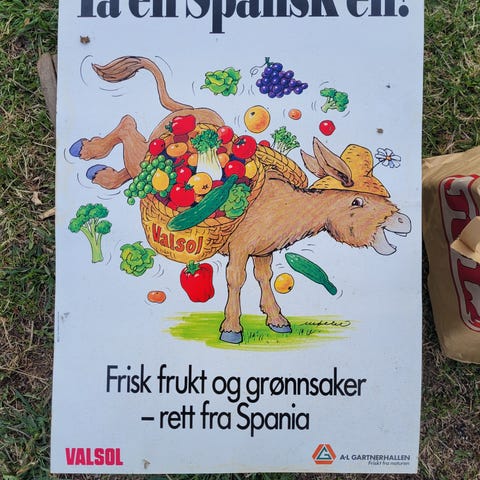 Ta en Spansk en!
Valsol
Frisk frukt og grønnsaker
– rett fra Spania
VALSOL
A·L GARTNERHALLEN
Friskt fra naturen